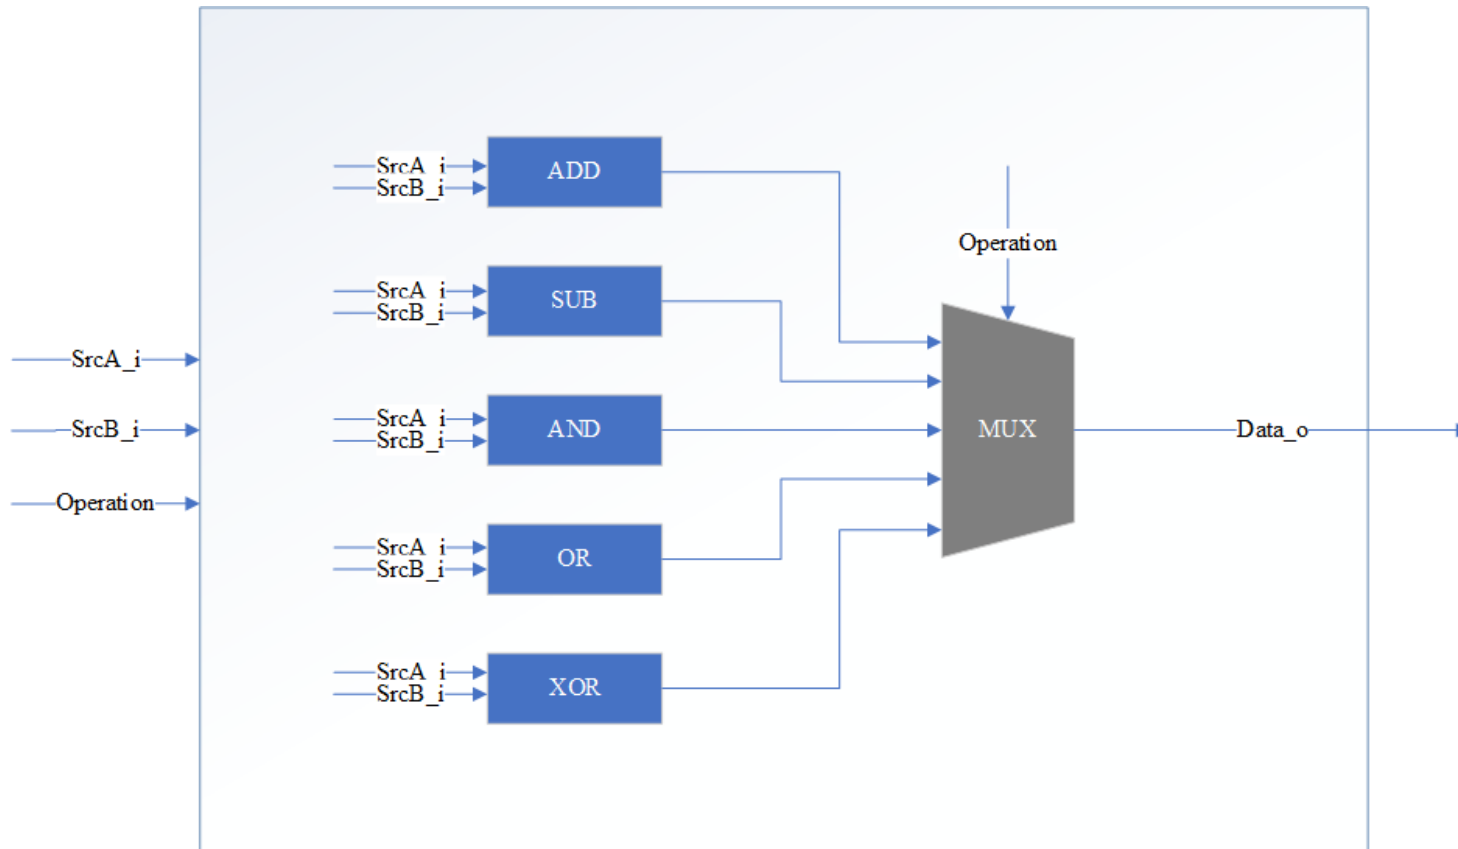 SrcA_i
SrcB_i
ADD
Operation
SrcA_i
SrcB_i
SUB
SrcA_i
SrcB_i
Operation
SrcA_i
SrcB_i
AND
MUX
Data_o
SrcA_i
SrcB_i
OR
SrcA_i
SrcB_i
XOR